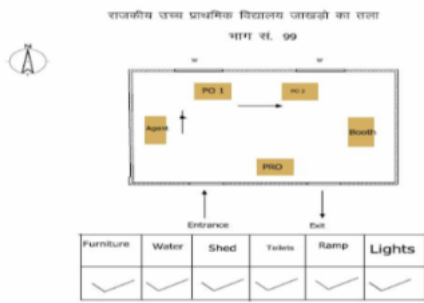 राजकीय उच्च प्राथमिक विद्यालय जाखड़ो का तला
भाग सं. 99
N
W W
PO 1 PO 2
Agent
Booth
PRO
Entrance Exit
Furniture Water Shed Toilets Ramp Lights